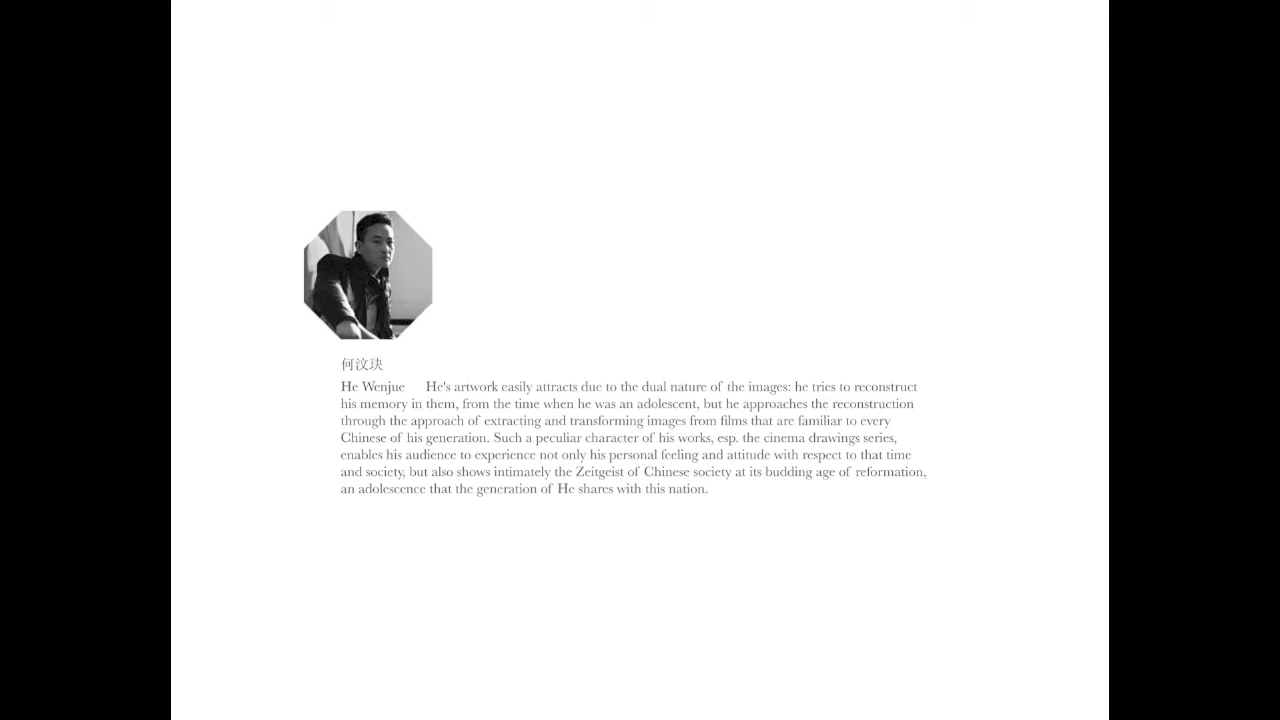 何汶玦
He Wenjue He's artwork easily attracts due to the dual nature of the images: he tries to reconstruct
his memory in them, from the time when he was an adolescent, but he approaches the reconstruction
through the approach of extracting and transforming images from films that are familiar to every
Chinese of his generation. Such a peculiar character of his works, esp. the cinema drawings series,
enables his audience to experience not only his personal feeling and attitude with respect to that time
and society, but also shows intimately the Zeitgeist of Chinese society at its budding age of reformation,
an adolescence that the generation of He shares with this nation.